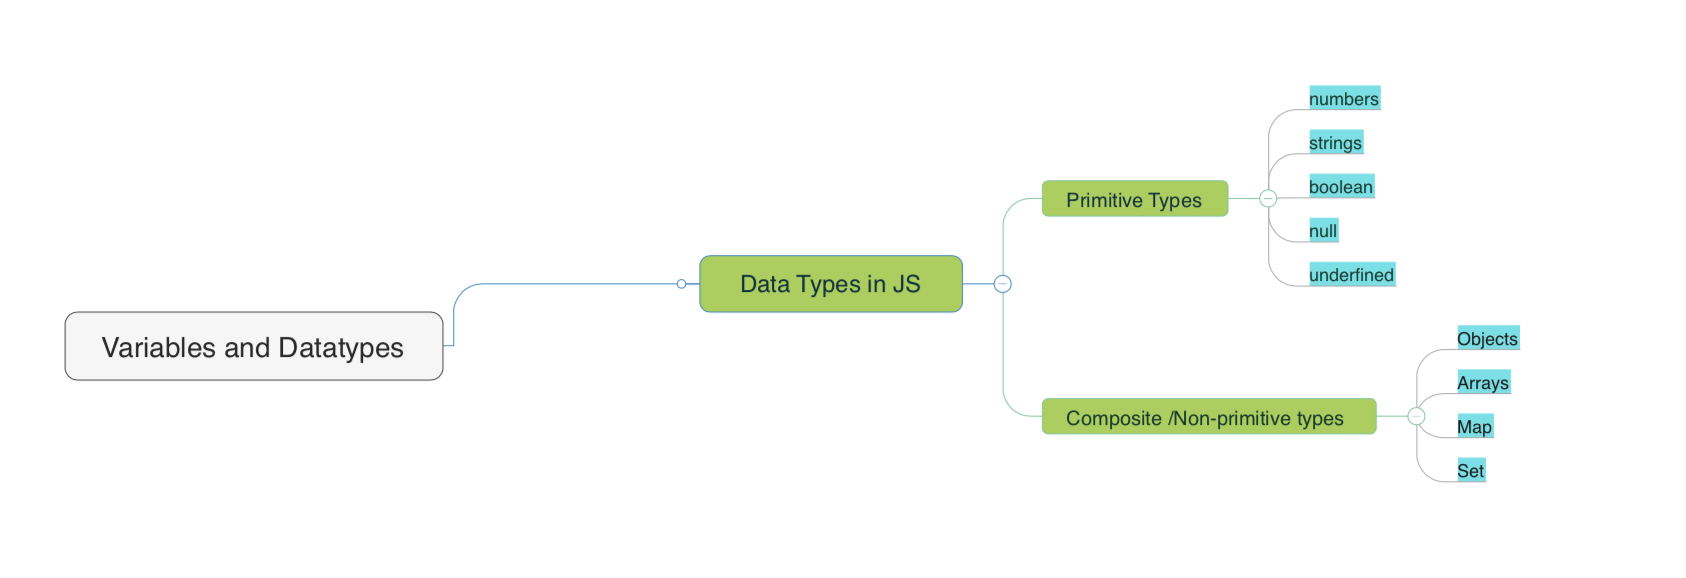 Variables and Datatypes
Data Types in JS
Primitive Types
numbers
strings
boolean
null
underfined
Composite /Non-primitive types
Objects
Arrays
Map
Set